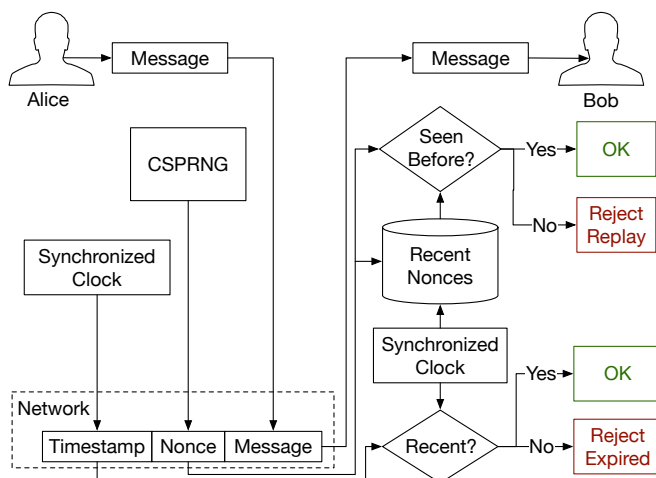 Message
Message
Alice
Bob
CSPRNG
Seen
Before?
Yes
OK
No
Reject
Replay
Synchronized
Clock
Recent
Nonces
Synchronized
Clock
Yes
OK
Network
Timestamp
Nonce
Message
Recent?
No
Reject
Expired